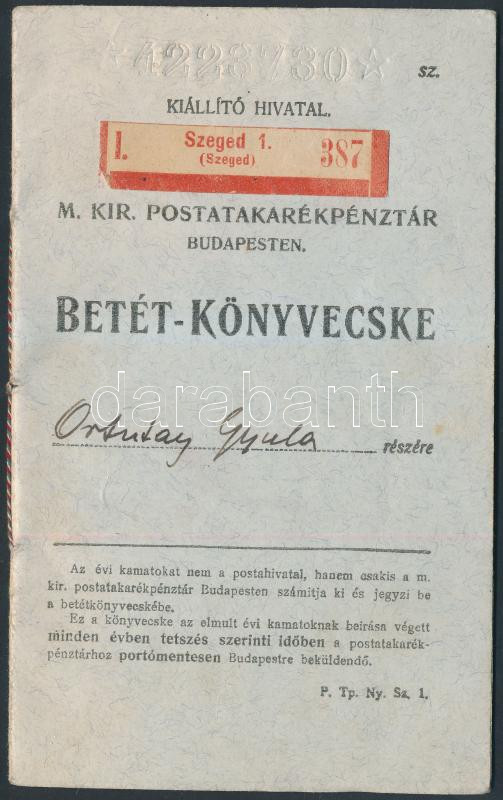 4223730 ☆
sz.
KIÁLLÍTÓ HIVATAL.
I. Szeged 1. 387
(Szeged)
M. KIR. POSTATAKARÉKPÉNZTÁR
BUDAPESTEN.
BETÉT-KÖNYVECSKE
darabanth
Ortutay Gyula részére
Az évi kamatokat nem a postahivatal, hanem csakis a m.
kir. postatakarékpénztár Budapesten számitja ki és jegyzi be
a betétkönyvecskébe.
Ez a könyvecske az elmult évi kamatoknak beirása végett
minden évben tetszés szerinti időben a postatakarék-
pénztárhoz portómentesen Budapestre beküldendő.
P. Tp. Ny. Sz. 1.